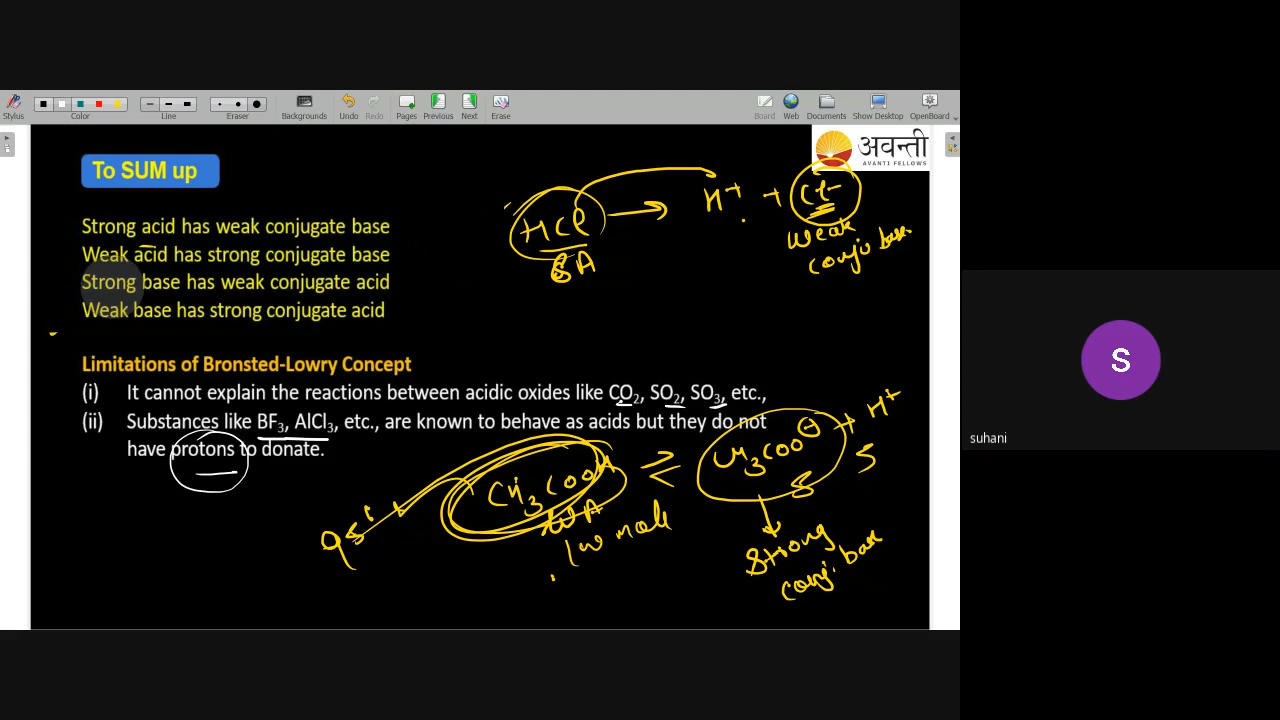 Stylus Color Line Eraser Backgrounds Undo Redo Pages Previous Next Erase Board Web Documents Show Desktop OpenBoard
अवन्ती
AVANTI FELLOWS
To SUM up
HCl → H+ + Cl-
SA
weak
conju base
Strong acid has weak conjugate base
Weak acid has strong conjugate base
Strong base has weak conjugate acid
Weak base has strong conjugate acid
Limitations of Bronsted-Lowry Concept
(i) It cannot explain the reactions between acidic oxides like CO2, SO2, SO3, etc.,
(ii) Substances like BF3, AlCl3, etc., are known to behave as acids but they do not
have protons to donate.
CH3COOH ⇌ CH3COO- + H+
WA
S
5
100 mole
95
Strong
conj. base
S
suhani